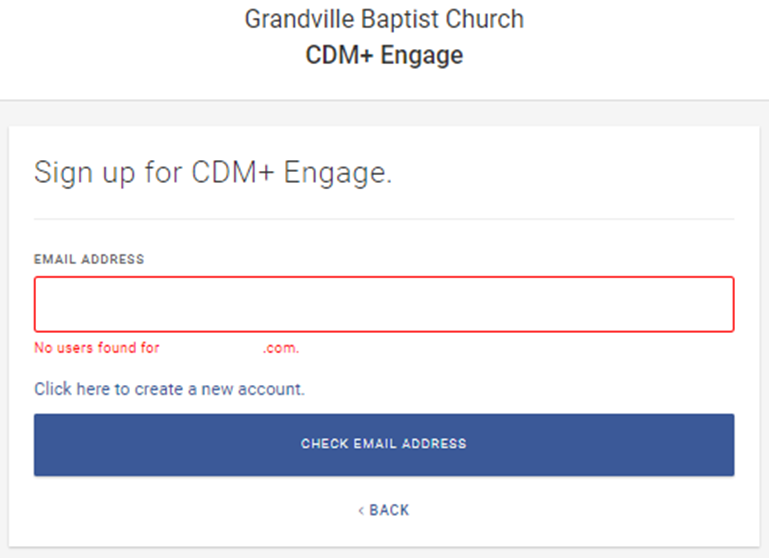 Grandville Baptist Church
CDM+ Engage
Sign up for CDM+ Engage.
EMAIL ADDRESS
No users found for .com.
Click here to create a new account.
CHECK EMAIL ADDRESS
< BACK